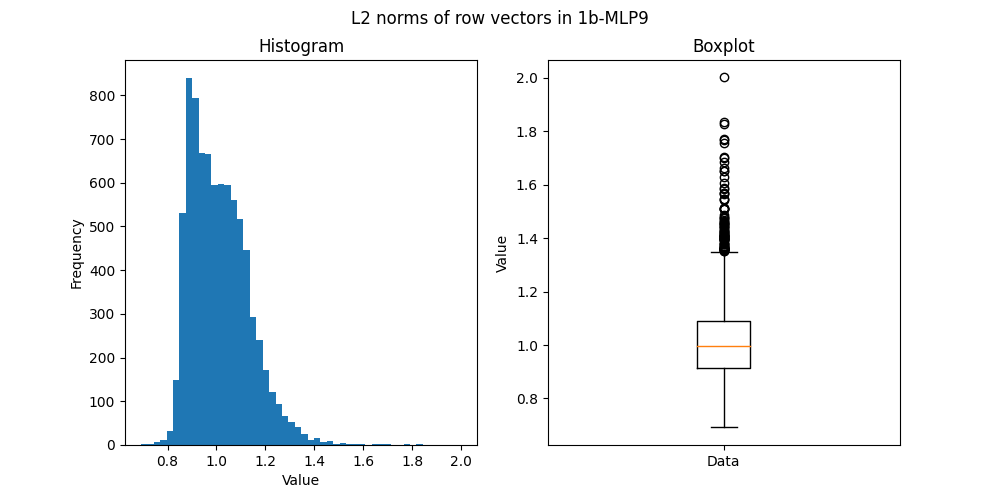 L2 norms of row vectors in 1b-MLP9
Histogram
Frequency
800
700
600
500
400
300
200
100
0
0.8 1.0 1.2 1.4 1.6 1.8 2.0
Value
Boxplot
Value
2.0
1.8
1.6
1.4
1.2
1.0
0.8
Data